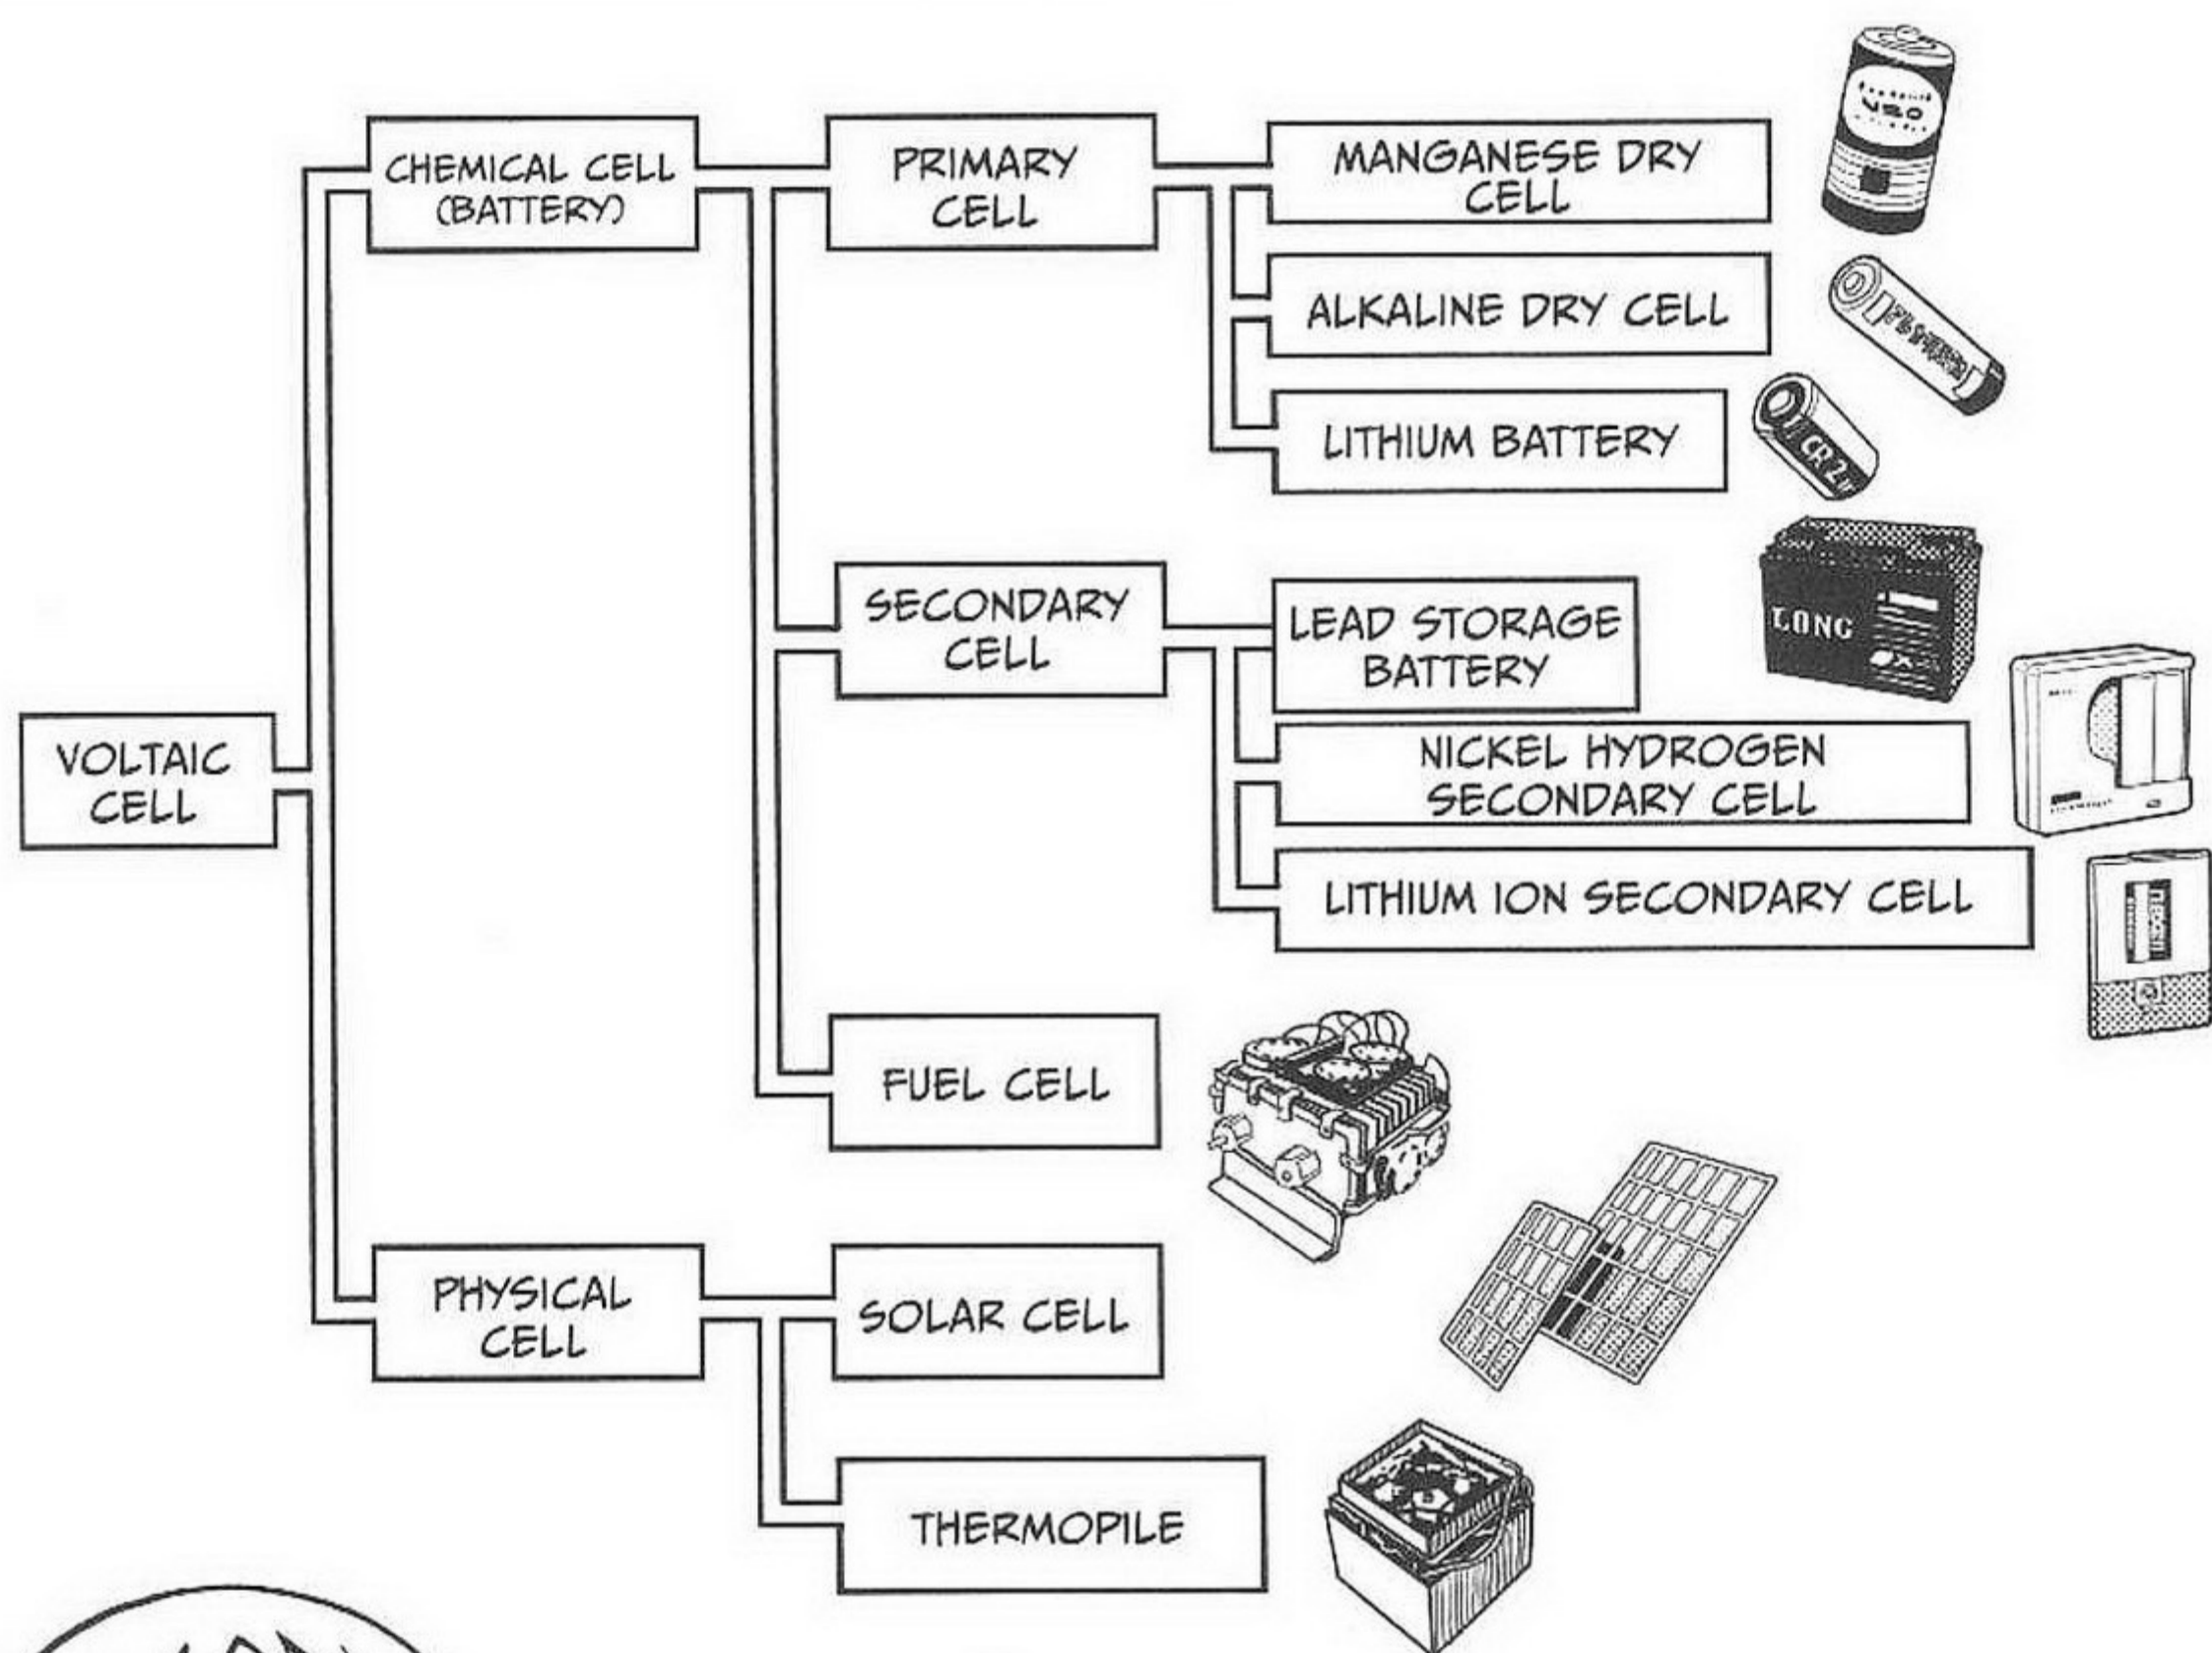 CHEMICAL CELL
(BATTERY)
PRIMARY
CELL
MANGANESE DRY
CELL
ALKALINE DRY CELL
LITHIUM BATTERY
CR2
SECONDARY
CELL
LEAD STORAGE
BATTERY
LONG
VOLTAIC
CELL
NICKEL HYDROGEN
SECONDARY CELL
LITHIUM ION SECONDARY CELL
FUEL CELL
PHYSICAL
CELL
SOLAR CELL
THERMOPILE